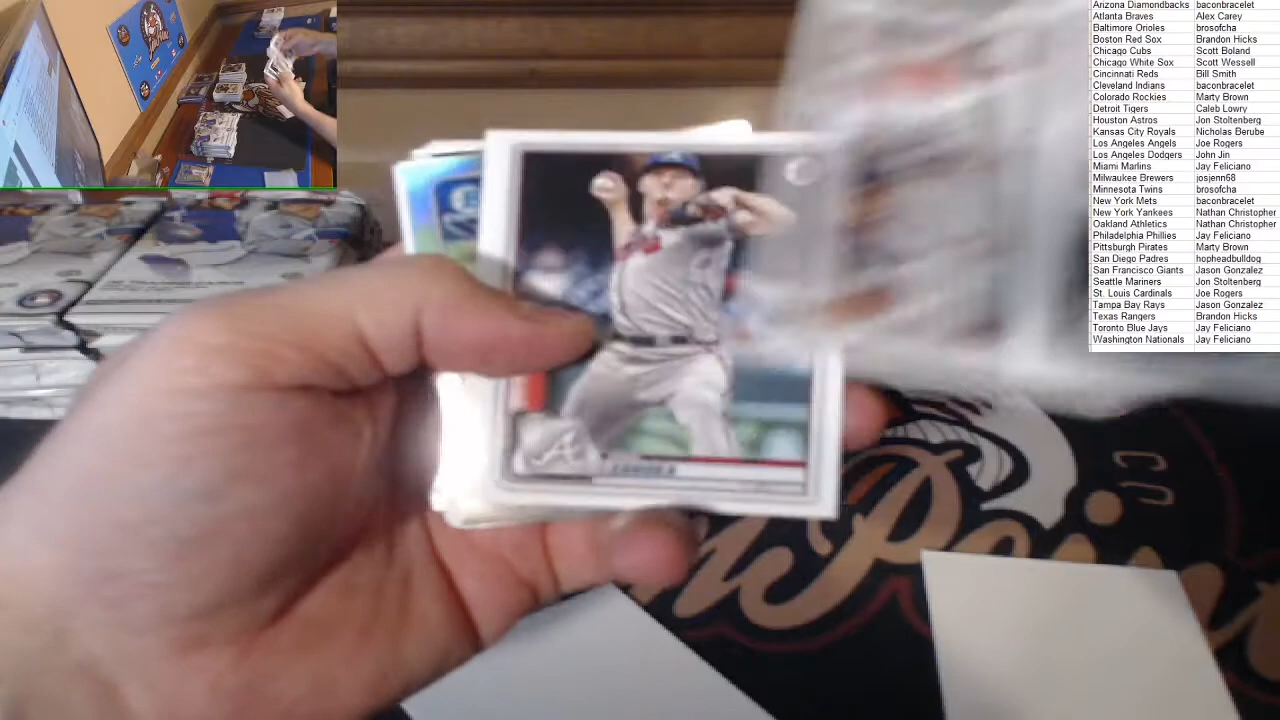 Arizona Diamondbacks baconbracelet
Atlanta Braves Alex Carey
Baltimore Orioles brosofcha
Boston Red Sox Brandon Hicks
Chicago Cubs Scott Boland
Chicago White Sox Scott Wessell
Cincinnati Reds Bill Smith
Cleveland Indians baconbracelet
Colorado Rockies Marty Brown
Detroit Tigers Caleb Lowry
Houston Astros Jon Stoltenberg
Kansas City Royals Nicholas Berube
Los Angeles Angels Joe Rogers
Los Angeles Dodgers John Jin
Miami Marlins Jay Feliciano
Milwaukee Brewers josjenn68
Minnesota Twins brosofcha
New York Mets baconbracelet
New York Yankees Nathan Christopher
Oakland Athletics Nathan Christopher
Philadelphia Phillies Jay Feliciano
Pittsburgh Pirates Marty Brown
San Diego Padres hopheadbulldog
San Francisco Giants Jason Gonzalez
Seattle Mariners Jon Stoltenberg
St. Louis Cardinals Joe Rogers
Tampa Bay Rays Jason Gonzalez
Texas Rangers Brandon Hicks
Toronto Blue Jays Jay Feliciano
Washington Nationals Jay Feliciano